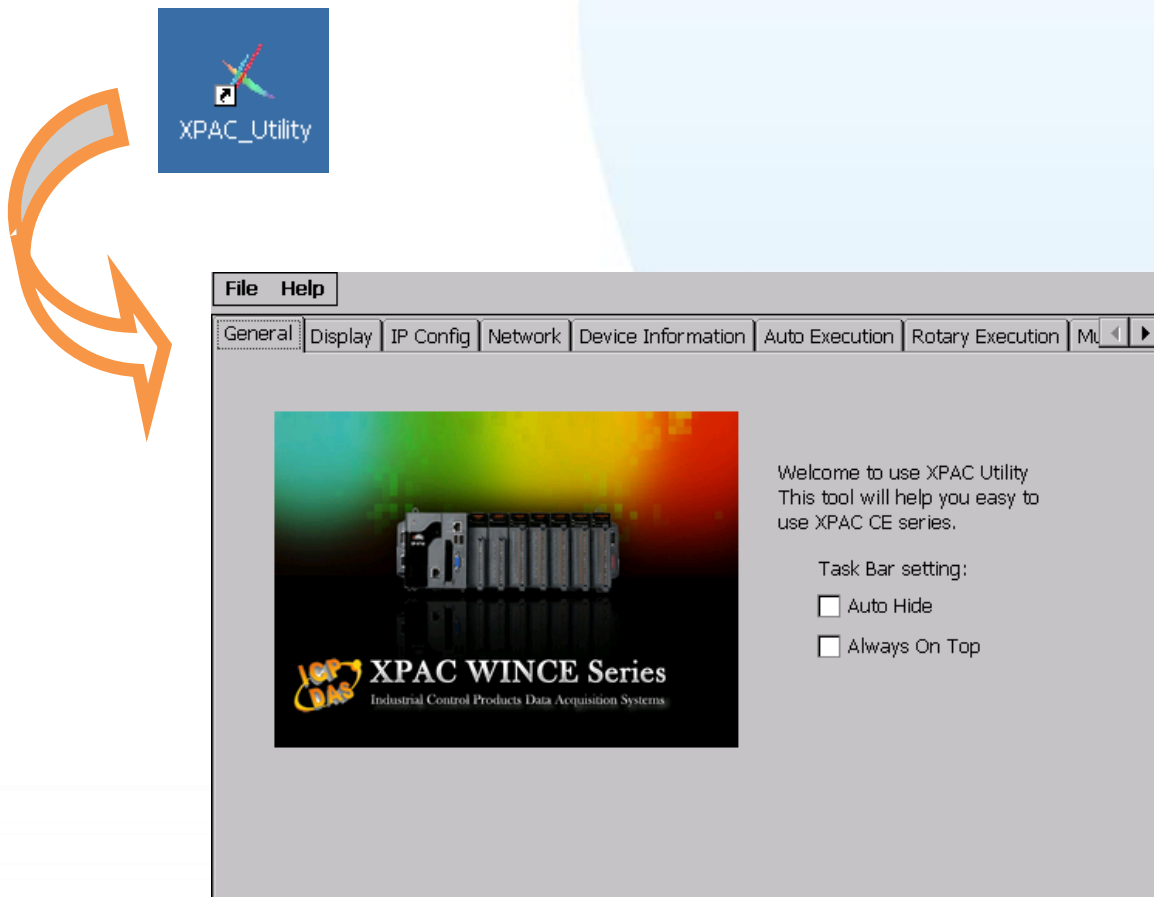 XPAC_Utility
File Help
General Display IP Config Network Device Information Auto Execution Rotary Execution
Welcome to use XPAC Utility
This tool will help you easy to
use XPAC CE series.
Task Bar setting:
Auto Hide
Always On Top
ICP
DAS
XPAC WINCE Series
Industrial Control Products Data Acquisition Systems